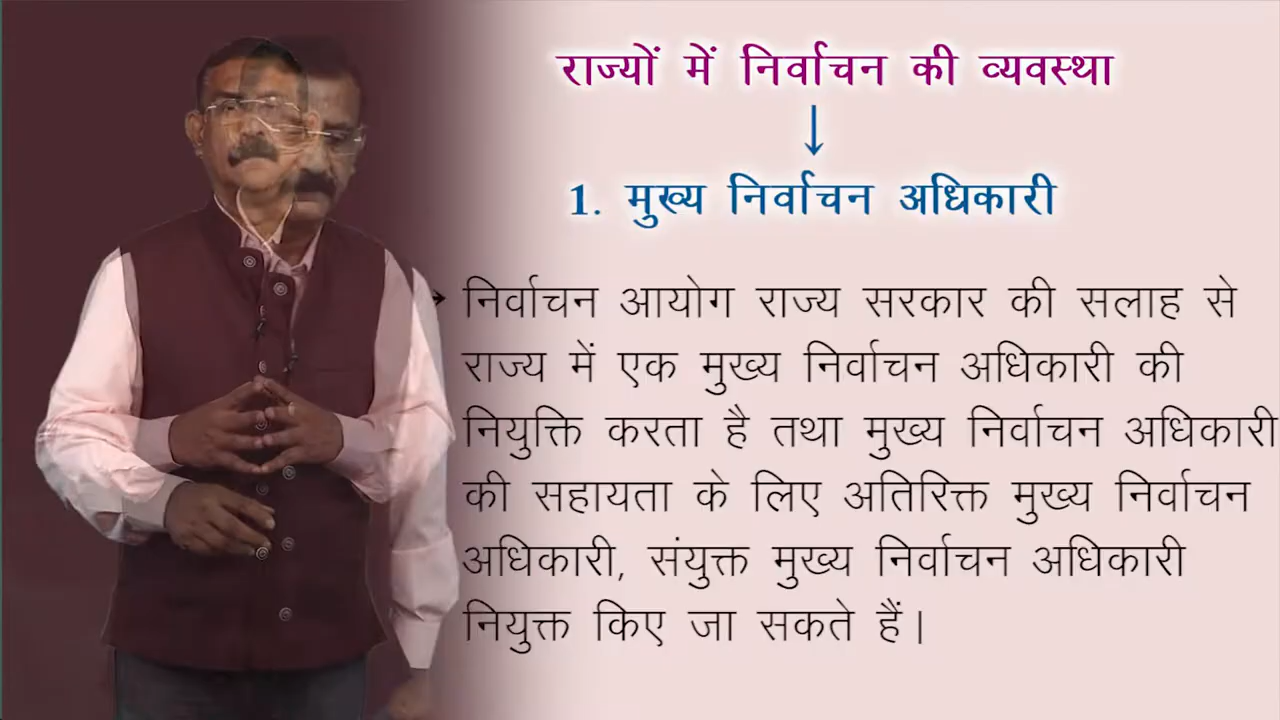 राज्यों में निर्वाचन की व्यवस्था
↓
1. मुख्य निर्वाचन अधिकारी
→ निर्वाचन आयोग राज्य सरकार की सलाह से
राज्य में एक मुख्य निर्वाचन अधिकारी की
नियुक्ति करता है तथा मुख्य निर्वाचन अधिकारी
की सहायता के लिए अतिरिक्त मुख्य निर्वाचन
अधिकारी, संयुक्त मुख्य निर्वाचन अधिकारी
नियुक्त किए जा सकते हैं।